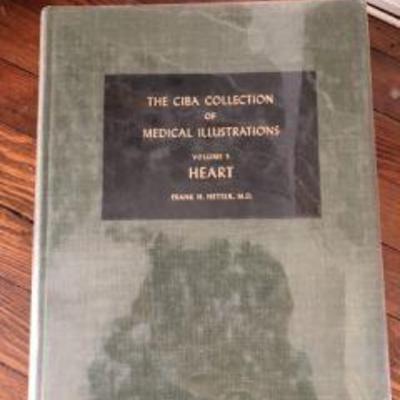 THE CIBA COLLECTION
OF
MEDICAL ILLUSTRATIONS
VOLUME 5
HEART
FRANK H. NETTER, M.D.